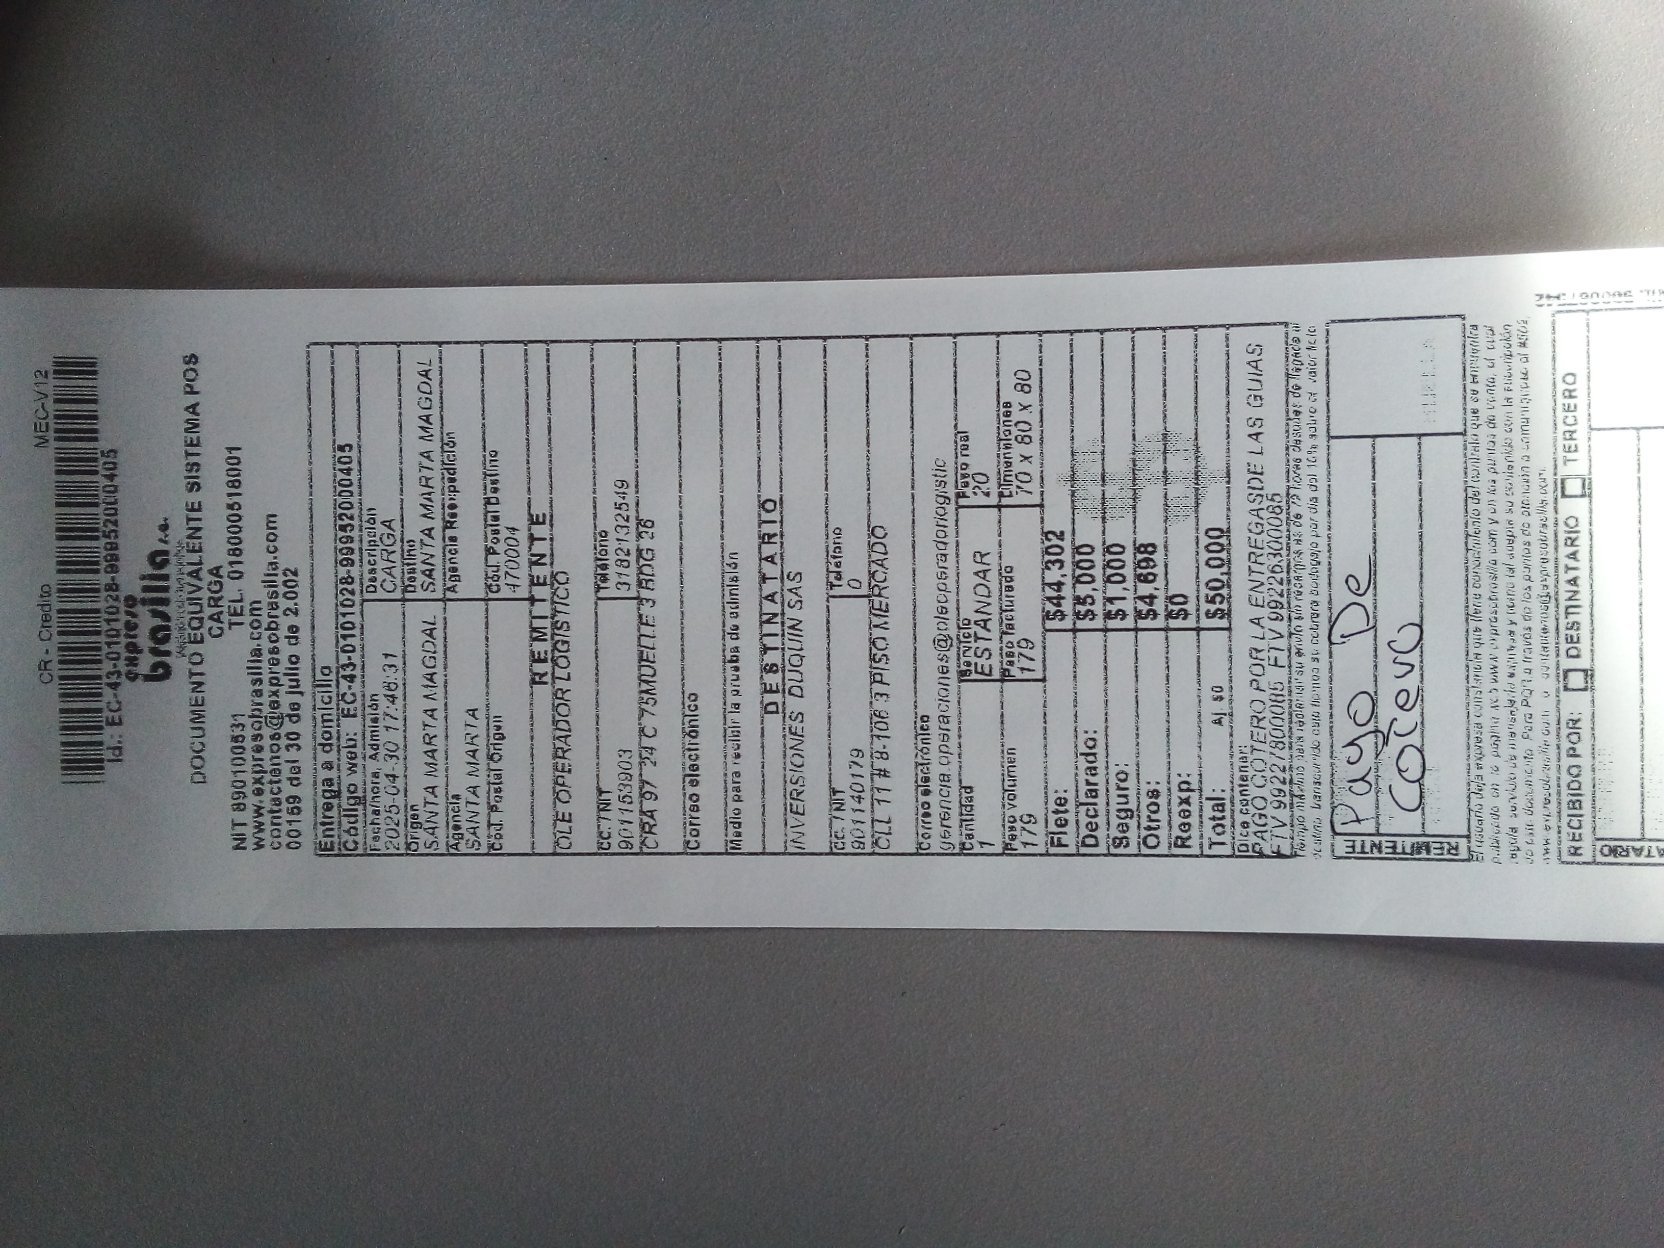 CR - Credito MEC-V12
Id.: EC-43-0101028-9995200405
expreso
brasilia s.a.
DOCUMENTO EQUIVALENTE SISTEMA POS
CARGA
NIT 890100531 TEL. 018000518001
www.expresobrasilia.com
contactenos@expresobrasilia.com
00159 del 30 de julio de 2.002
Entrega a domicilio
Código web: EC-43-0101028-9995200405
Fecha/hora, Admisión Descripción
2025-04-30 17:46:31 CARGA
Origen Destino
SANTA MARTA MAGDAL SANTA MARTA MAGDAL
Agencia Agencia Reexpedición
SANTA MARTA
Cód. Postal Origen Cód. Postal Destino
470004
REMITENTE
OLE OPERADOR LOGISTICO
CC. / NIT Teléfono
901153903 3182132549
CRA 97 24 C 75MUELLE 3 BDG 26
Correo electrónico
Medio para recibir la prueba de admisión
DESTINATARIO
INVERSIONES DUQUIN SAS
CC. / NIT Teléfono
901140179 0
CLL 11 # 8-106 3 PISO MERCADO
Correo electrónico
gerencia.operaciones@oleoperadorlogistic
Cantidad Servicio Peso real
1 ESTANDAR 20
Peso volumen Peso facturado Dimensiones
179 179 70 x 80 x 80
Flete: $44,302
Declarado: $5,000
Seguro: $1,000
Otros: $4,698
Reexp: $0
Total: Aj. $0 $50,000
Dice contener:
PAGO COTERO POR LA ENTREGASDE LAS GUIAS
FTV 9922780085 FTV 9922630008
Pago De
Cotero
REMITENTE
HUELLA
RECIBIDO POR: DESTINATARIO TERCERO